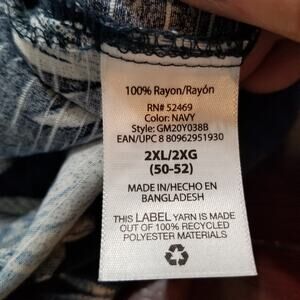 100% Rayon/Rayón
RN# 52469
Color: NAVY
Style: GM20Y038B
EAN/UPC 8 80962951930
2XL/2XG
(50-52)
MADE IN/HECHO EN
BANGLADESH
THIS LABEL YARN IS MADE
OUT OF 100% RECYCLED
POLYESTER MATERIALS